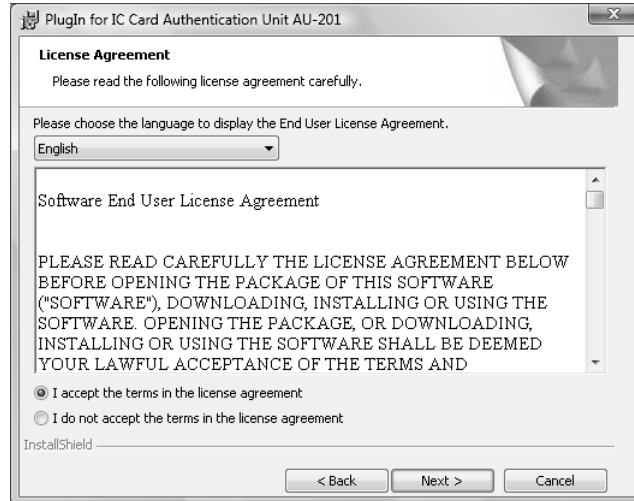 PlugIn for IC Card Authentication Unit AU-201
License Agreement
Please read the following license agreement carefully.
Please choose the language to display the End User License Agreement.
English
Software End User License Agreement
PLEASE READ CAREFULLY THE LICENSE AGREEMENT BELOW
BEFORE OPENING THE PACKAGE OF THIS SOFTWARE
("SOFTWARE"), DOWNLOADING, INSTALLING OR USING THE
SOFTWARE. OPENING THE PACKAGE, OR DOWNLOADING,
INSTALLING OR USING THE SOFTWARE SHALL BE DEEMED
YOUR LAWFUL ACCEPTANCE OF THE TERMS AND
I accept the terms in the license agreement
I do not accept the terms in the license agreement
InstallShield
< Back Next > Cancel